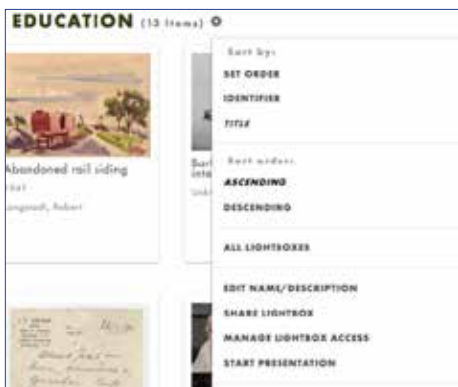 EDUCATION (13 Items)
Sort by:
SET ORDER
IDENTIFIER
TITLE
Sort order:
ASCENDING
DESCENDING
ALL LIGHTBOXES
EDIT NAME/DESCRIPTION
SHARE LIGHTBOX
MANAGE LIGHTBOX ACCESS
START PRESENTATION
Abandoned rail siding
Robert